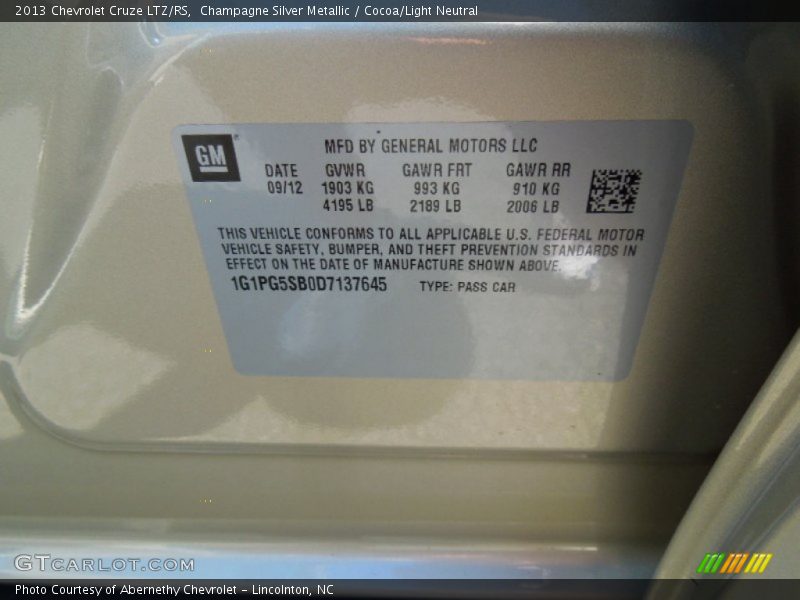 2013 Chevrolet Cruze LTZ/RS, Champagne Silver Metallic / Cocoa/Light Neutral
GM
MFD BY GENERAL MOTORS LLC
DATE GVWR GAWR FRT GAWR RR
09/12 1903 KG 993 KG 910 KG
4195 LB 2189 LB 2006 LB
THIS VEHICLE CONFORMS TO ALL APPLICABLE U.S. FEDERAL MOTOR
VEHICLE SAFETY, BUMPER, AND THEFT PREVENTION STANDARDS IN
EFFECT ON THE DATE OF MANUFACTURE SHOWN ABOVE.
1G1PG5SB0D7137645 TYPE: PASS CAR
GTCARLOT.COM
Photo Courtesy of Abernethy Chevrolet – Lincolnton, NC